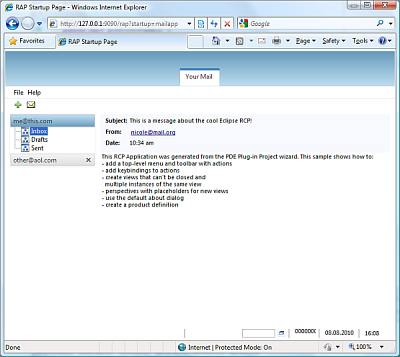 RAP Startup Page - Windows Internet Explorer
http://127.0.0.1:9090/rap?startup=mailapp
Google
Favorites
RAP Startup Page
Page
Safety
Tools
Your Mail
File Help
me@this.com
Inbox
Drafts
Sent
other@aol.com
Subject: This is a message about the cool Eclipse RCP!
From: nicole@mail.org
Date: 10:34 am
This RCP Application was generated from the PDE Plug-in Project wizard. This sample shows how to:
- add a top-level menu and toolbar with actions
- add keybindings to actions
- create views that can't be closed and
multiple instances of the same view
- perspectives with placeholders for new views
- use the default about dialog
- create a product definition
000000
08.08.2010
16:08
Done
Internet | Protected Mode: On
100%